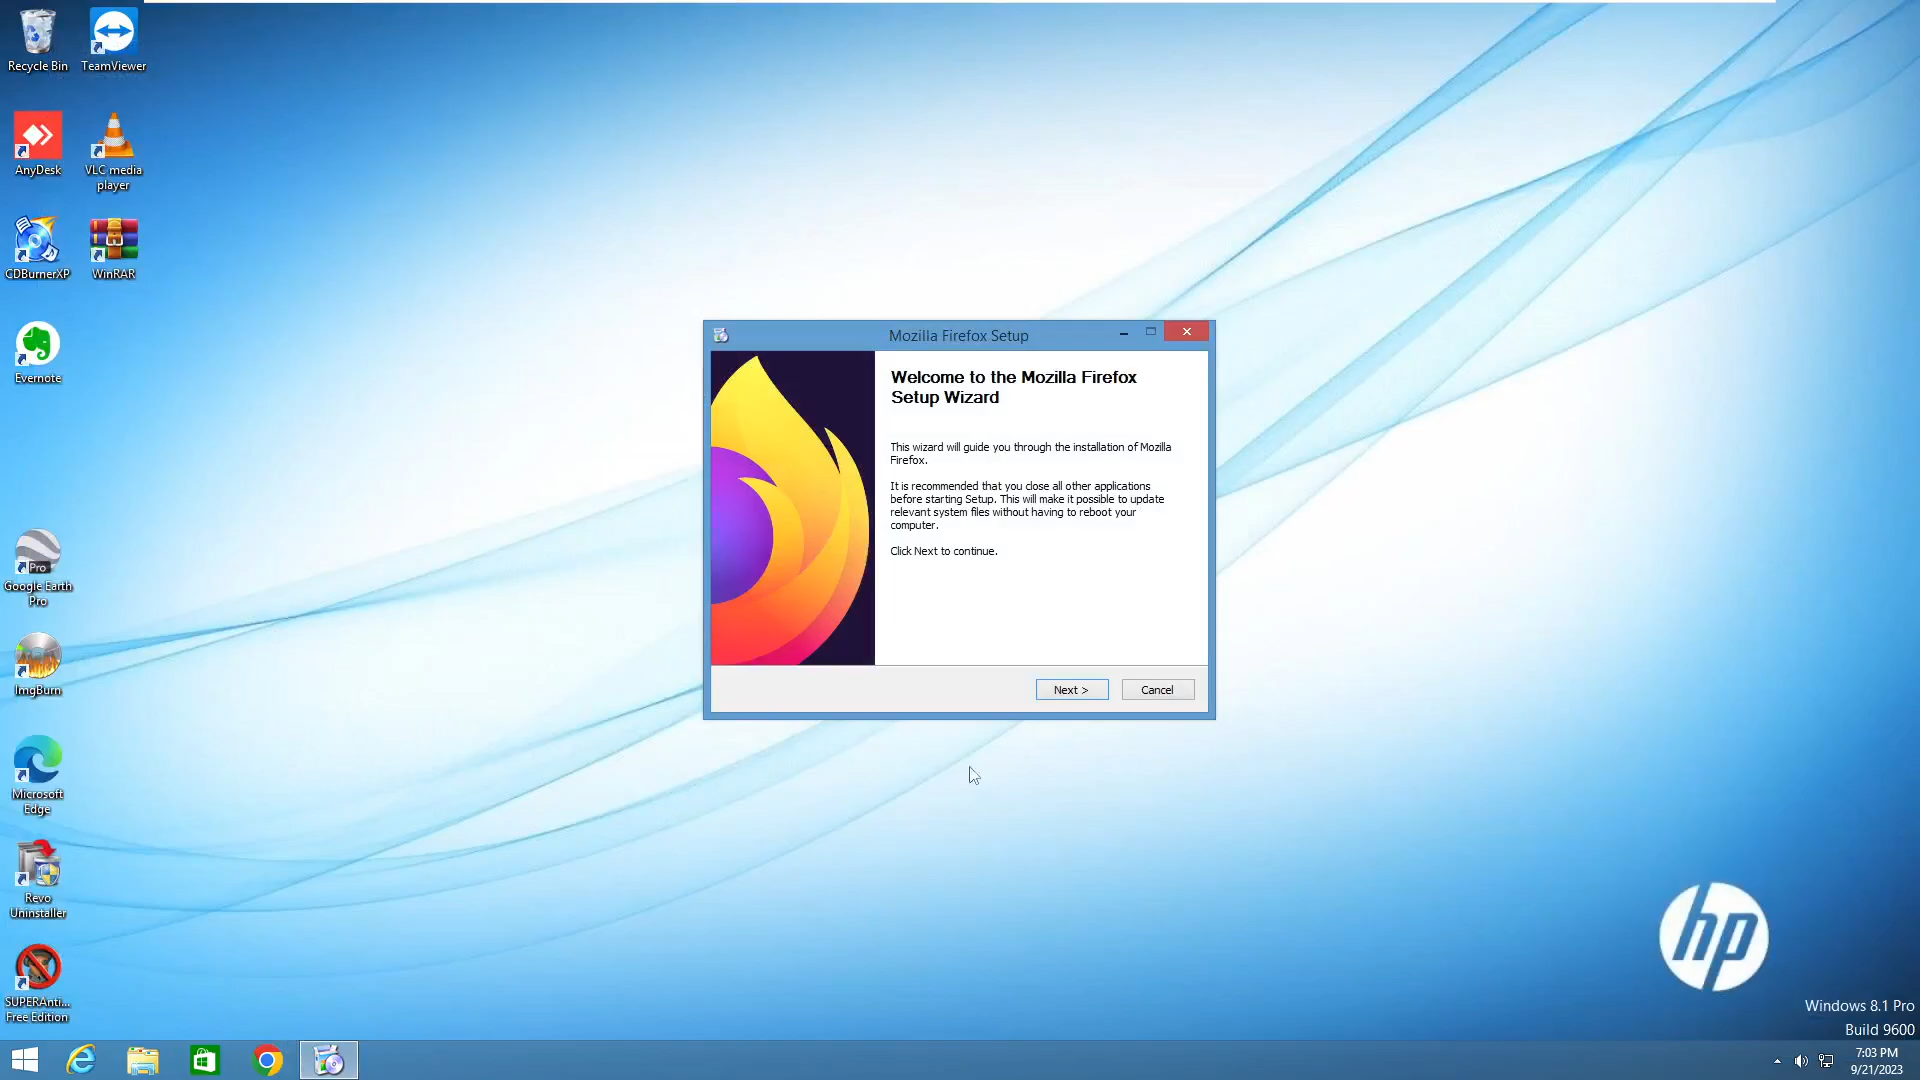 Recycle Bin
TeamViewer
AnyDesk
VLC media
player
CDBurnerXP
WinRAR
Evernote
Pro
Google Earth
Pro
ImgBurn
Microsoft
Edge
Revo
Uninstaller
SUPERAnti...
Free Edition
Mozilla Firefox Setup
Welcome to the Mozilla Firefox
Setup Wizard
This wizard will guide you through the installation of Mozilla
Firefox.
It is recommended that you close all other applications
before starting Setup. This will make it possible to update
relevant system files without having to reboot your
computer.
Click Next to continue.
Next >
Cancel
hp
Windows 8.1 Pro
Build 9600
7:03 PM
9/21/2023